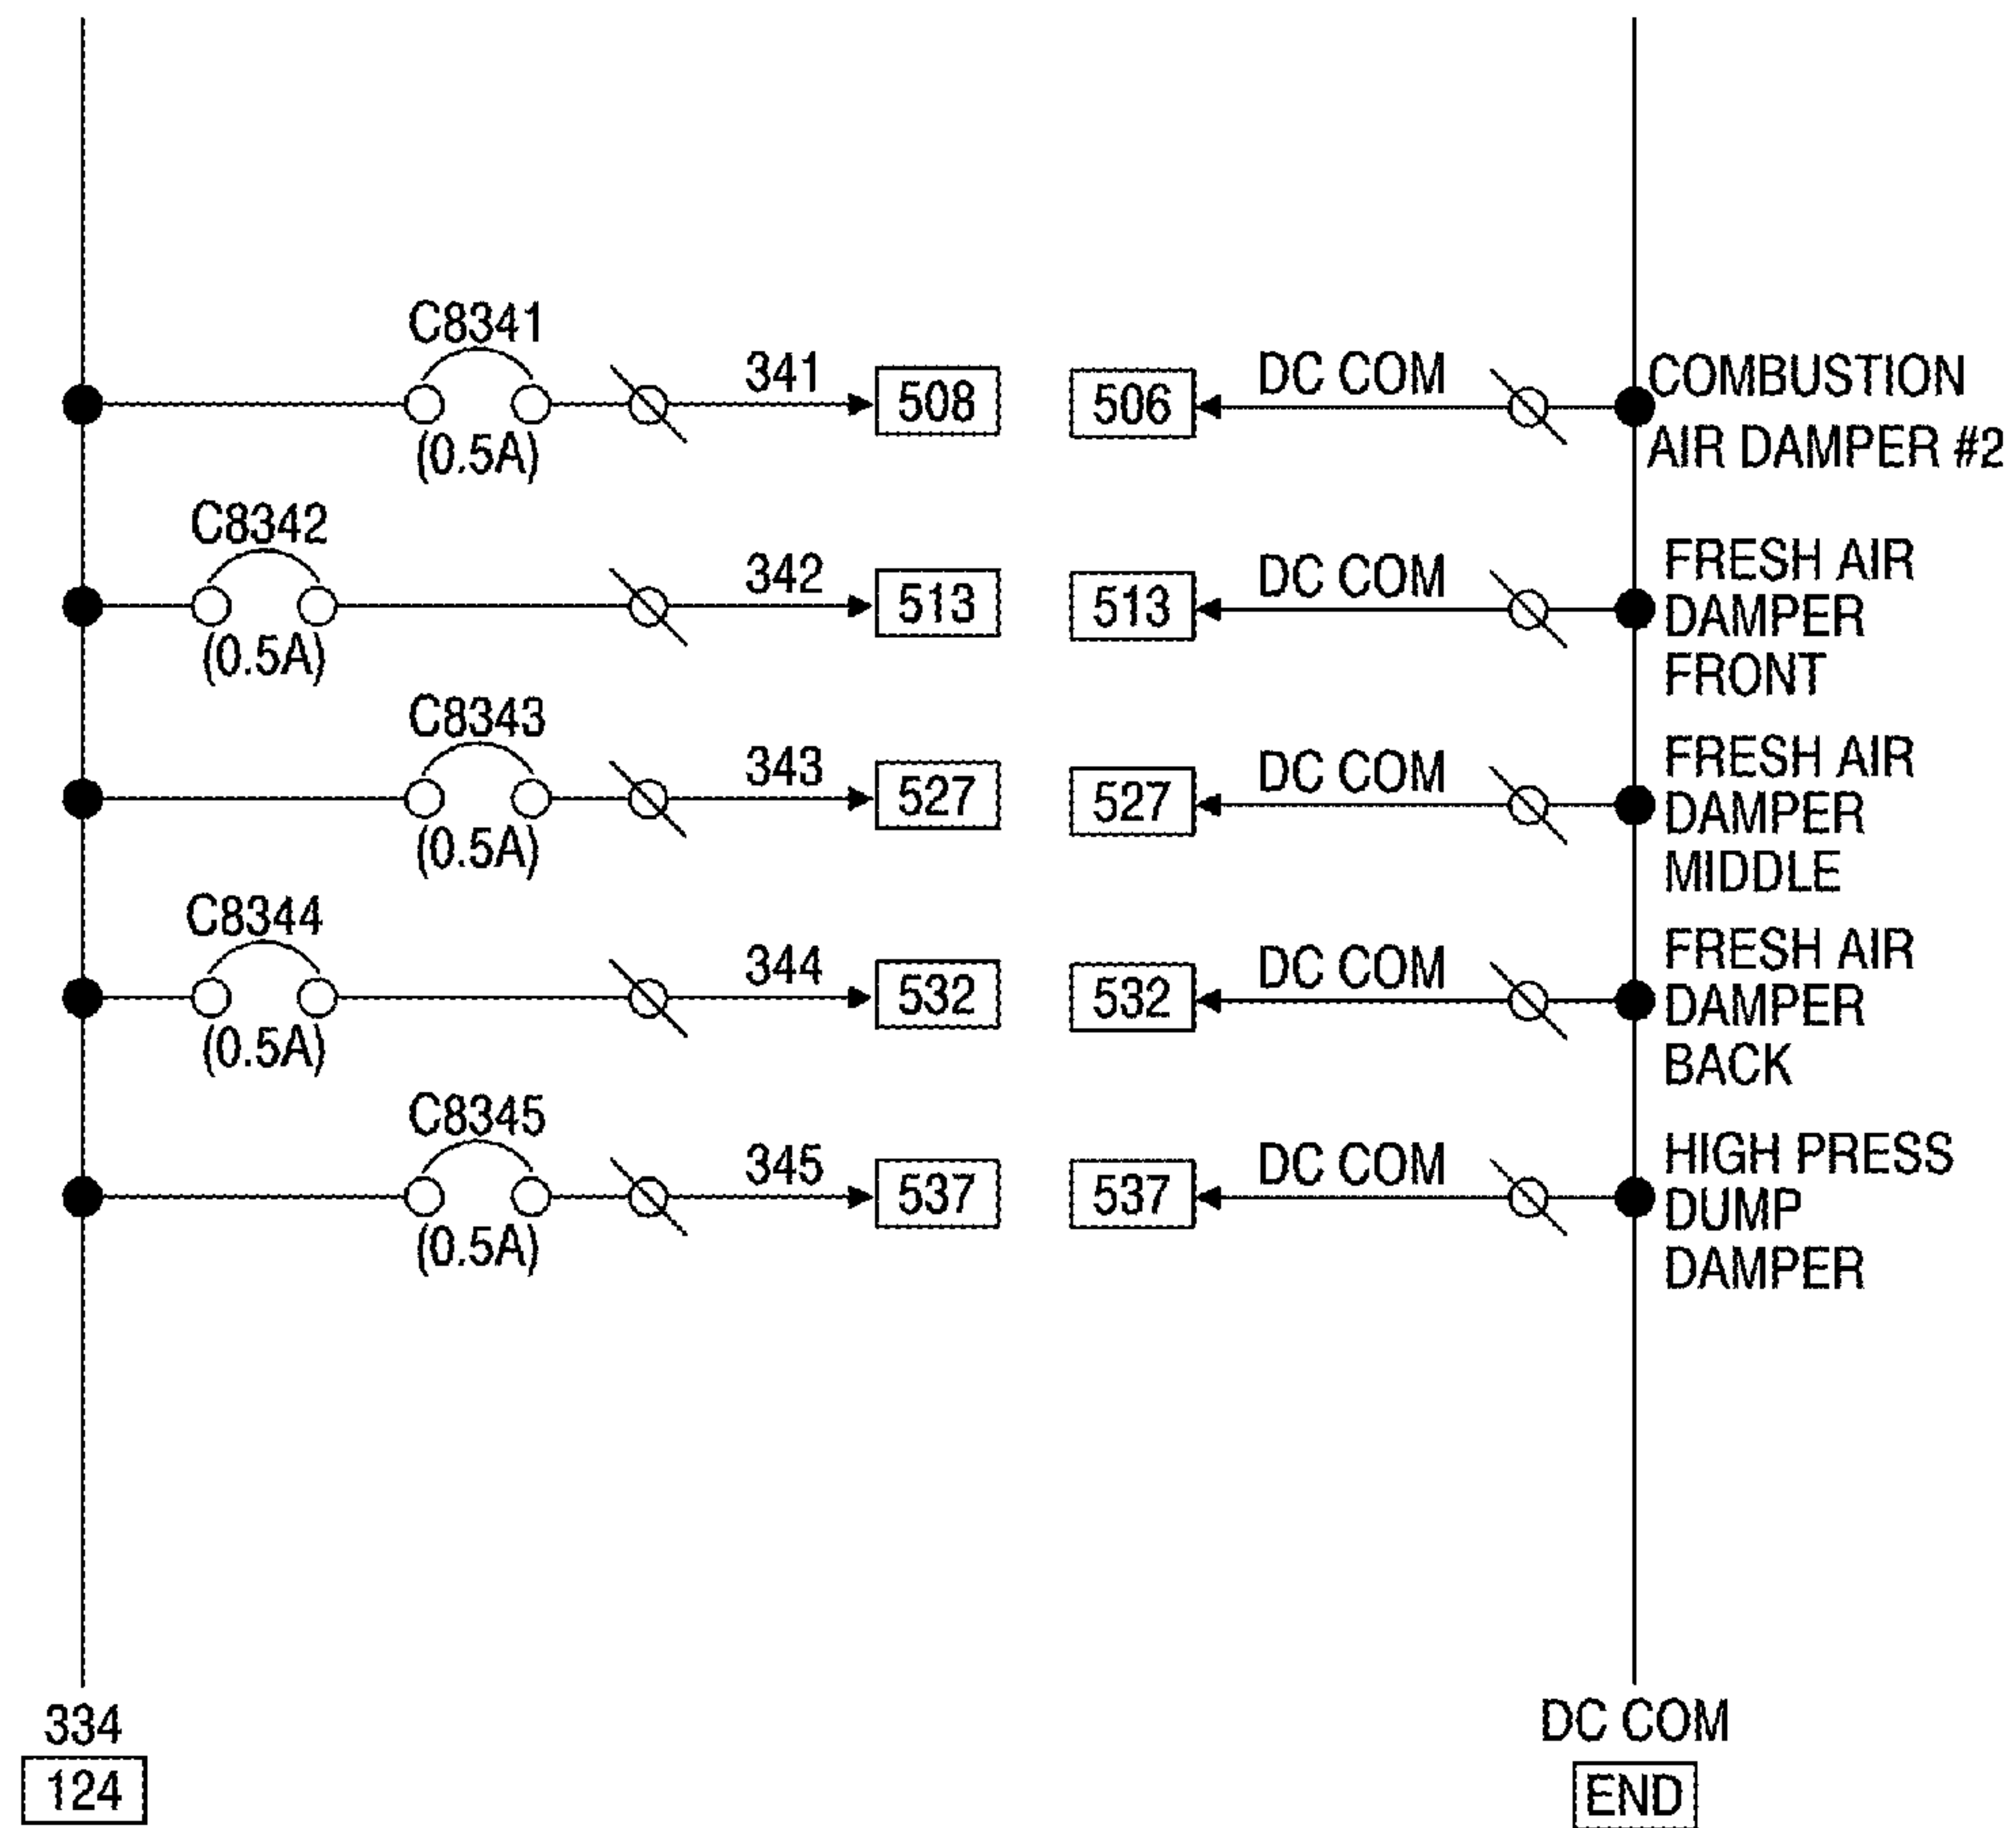 C8341
(0.5A)
341
508
506
DC COM
COMBUSTION
AIR DAMPER #2
C8342
(0.5A)
342
513
513
DC COM
FRESH AIR
DAMPER
FRONT
C8343
(0.5A)
343
527
527
DC COM
FRESH AIR
DAMPER
MIDDLE
C8344
(0.5A)
344
532
532
DC COM
FRESH AIR
DAMPER
BACK
C8345
(0.5A)
345
537
537
DC COM
HIGH PRESS
DUMP
DAMPER
334
124
DC COM
END